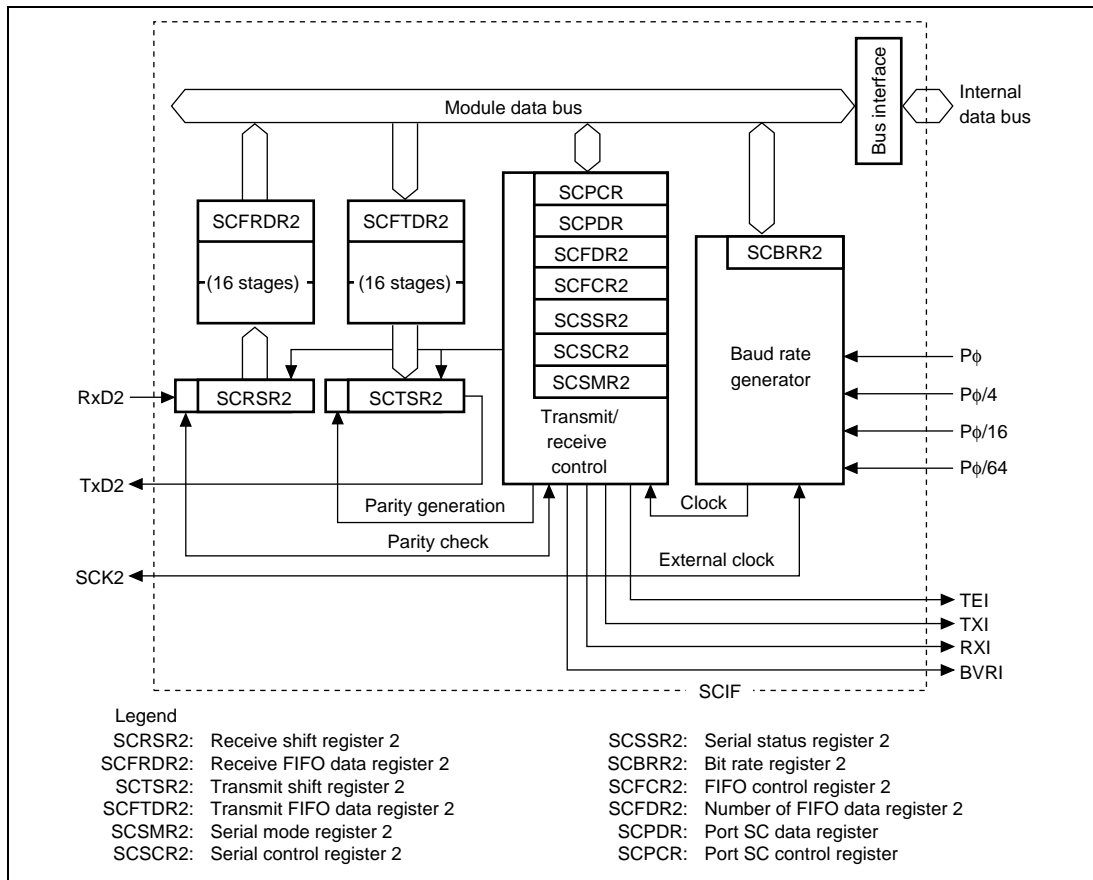 Module data bus
Bus interface
Internal
data bus
SCFRDR2
(16 stages)
SCFTDR2
(16 stages)
SCPCR
SCPDR
SCFDR2
SCFCR2
SCSSR2
SCSCR2
SCSMR2
Transmit/
receive
control
SCBRR2
Baud rate
generator
Pϕ
Pϕ/4
Pϕ/16
Pϕ/64
RxD2
SCRSR2
SCTSR2
TxD2
Parity generation
Clock
Parity check
SCK2
External clock
TEI
TXI
RXI
BVRI
SCIF
Legend
SCRSR2: Receive shift register 2
SCFRDR2: Receive FIFO data register 2
SCTSR2: Transmit shift register 2
SCFTDR2: Transmit FIFO data register 2
SCSMR2: Serial mode register 2
SCSCR2: Serial control register 2
SCSSR2: Serial status register 2
SCBRR2: Bit rate register 2
SCFCR2: FIFO control register 2
SCFDR2: Number of FIFO data register 2
SCPDR: Port SC data register
SCPCR: Port SC control register